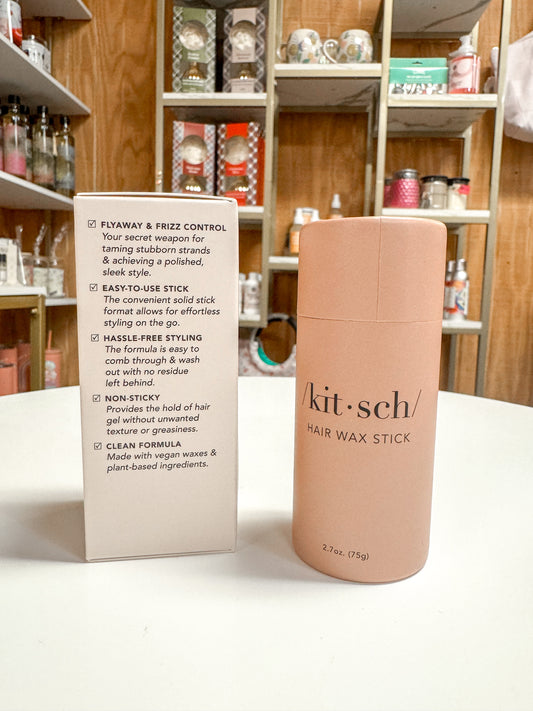 FLYAWAY & FRIZZ CONTROL
Your secret weapon for
taming stubborn strands
& achieving a polished,
sleek style.
EASY-TO-USE STICK
The convenient solid stick
format allows for effortless
styling on the go.
HASSLE-FREE STYLING
The formula is easy to
comb through & wash
out with no residue
left behind.
NON-STICKY
Provides the hold of hair
gel without unwanted
texture or greasiness.
CLEAN FORMULA
Made with vegan waxes &
plant-based ingredients.
/kit·sch/
HAIR WAX STICK
2.7oz. (75g)